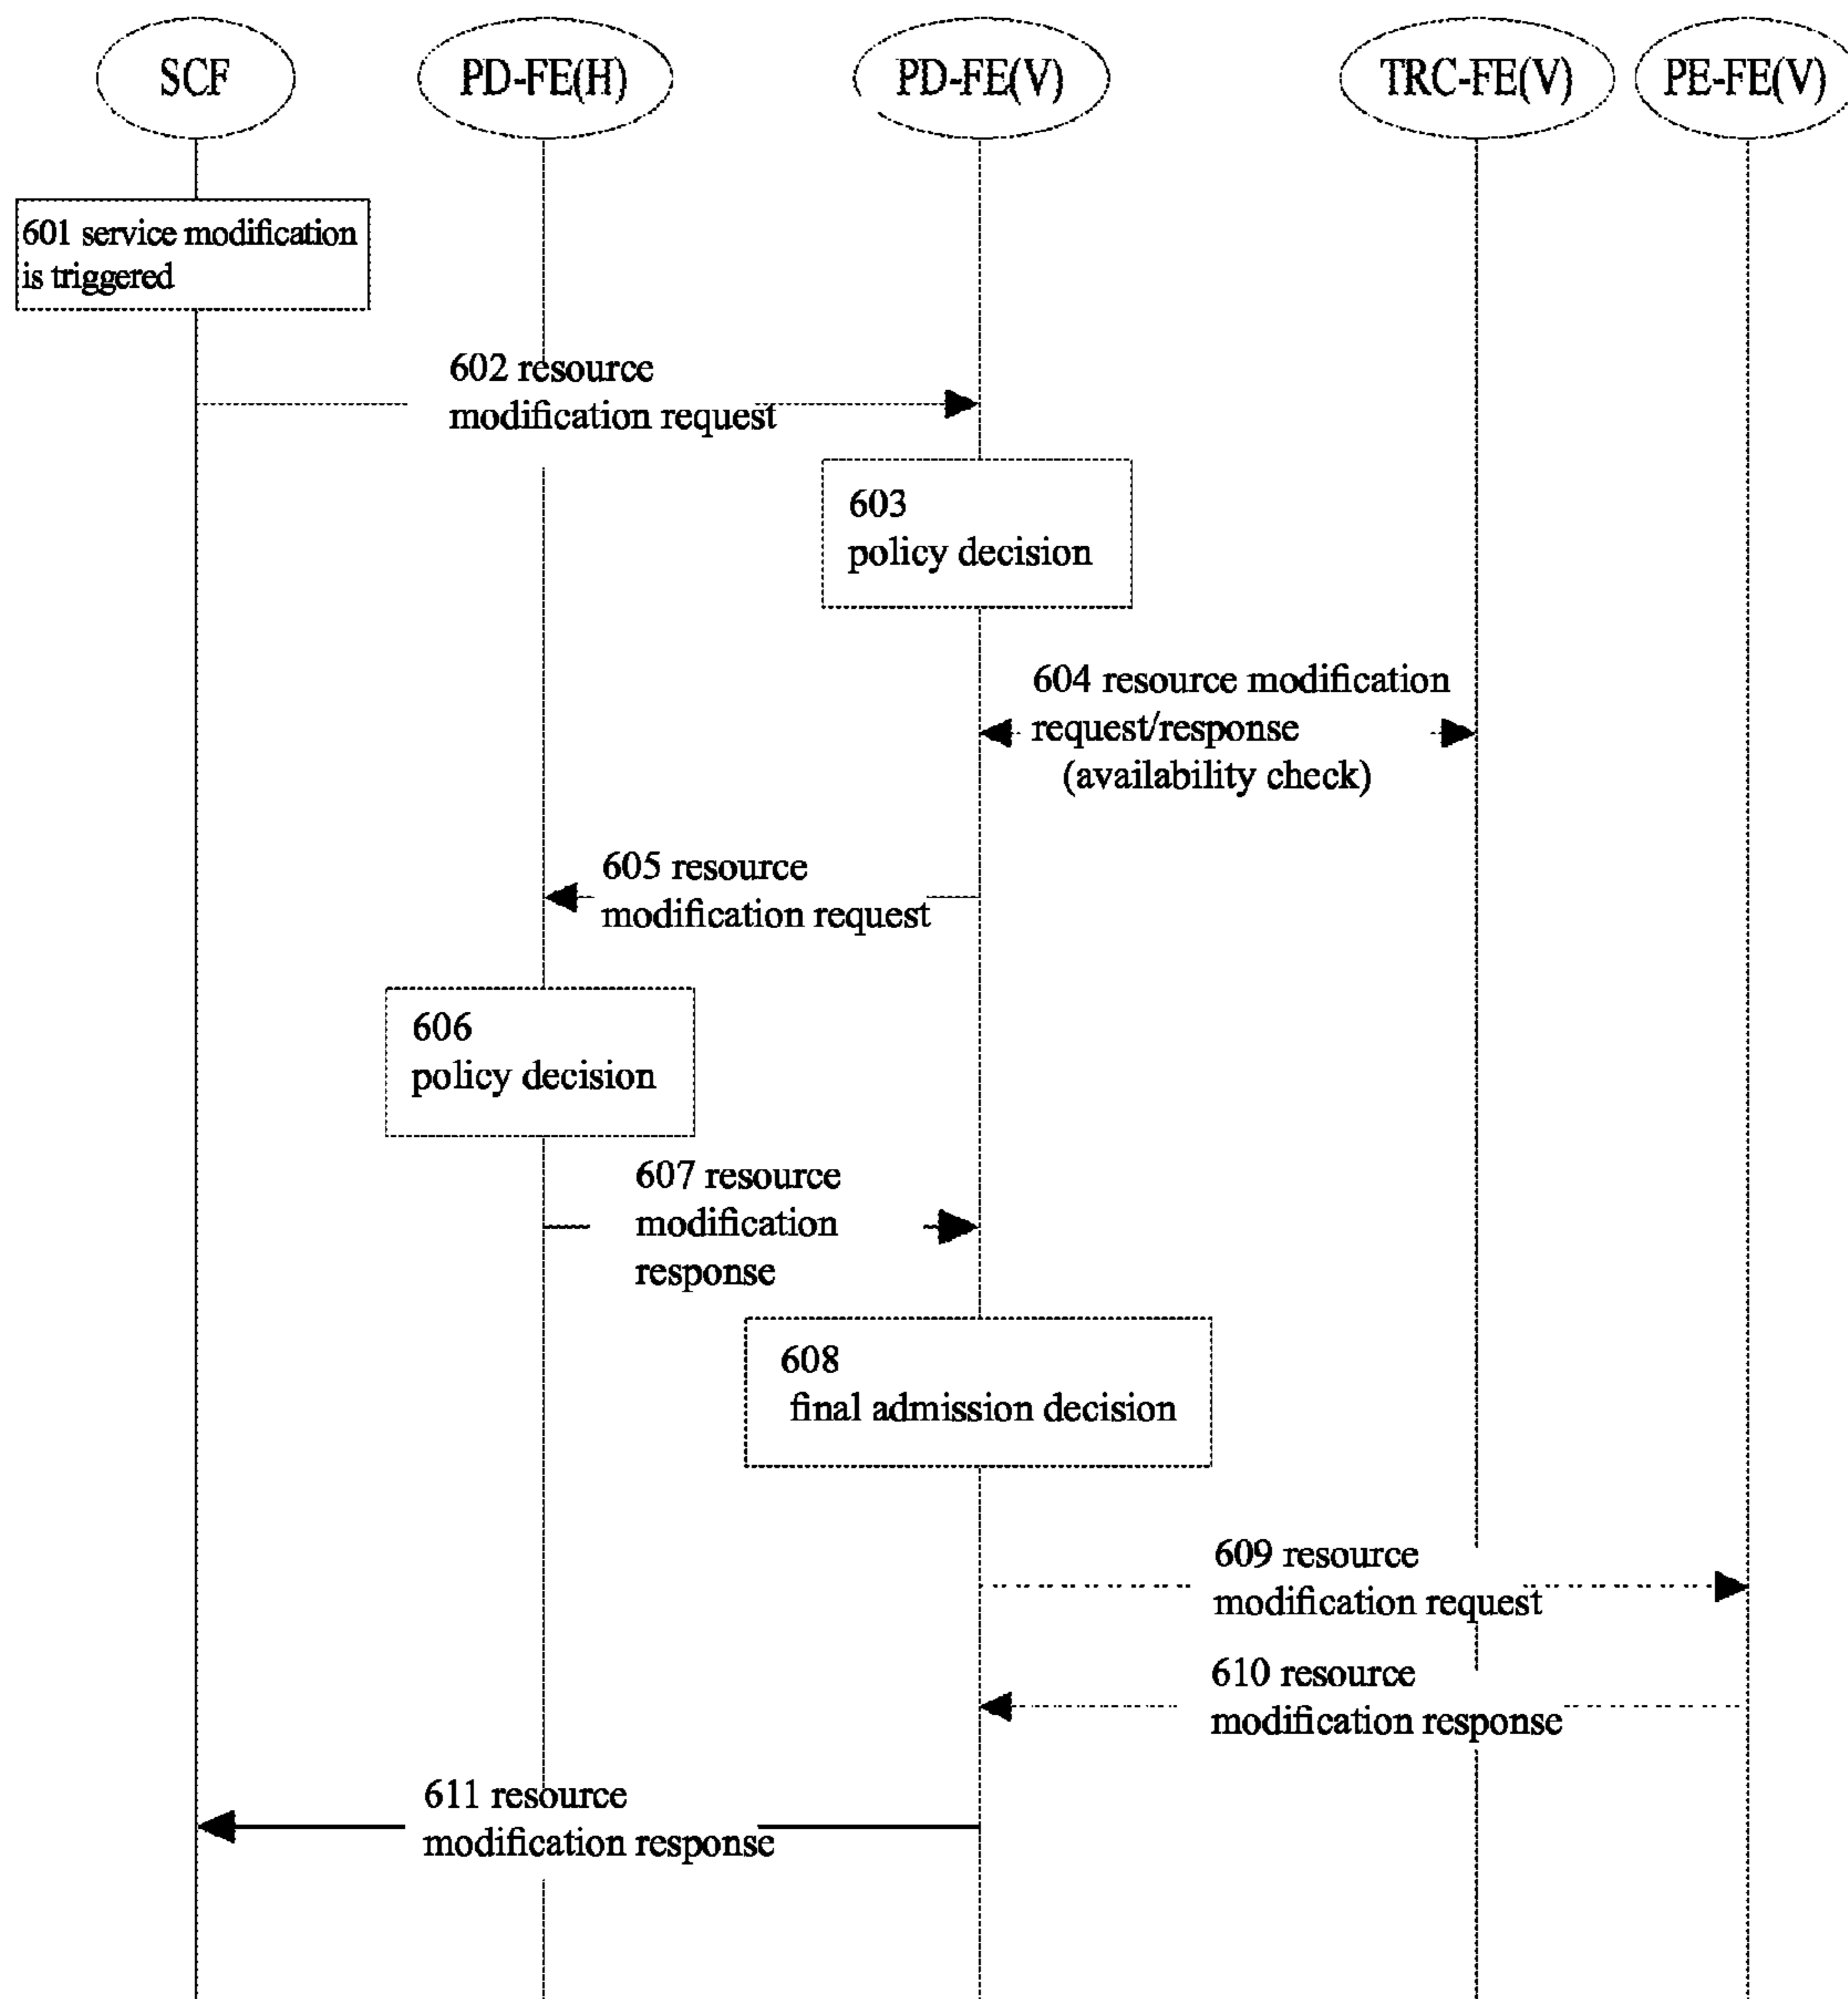 SCF
PD-FE(H)
PD-FE(V)
TRC-FE(V)
PE-FE(V)
601 service modification
is triggered
602 resource
modification request
603
policy decision
604 resource modification
request/response
(availability check)
605 resource
modification request
606
policy decision
607 resource
modification
response
608
final admission decision
609 resource
modification request
610 resource
modification response
611 resource
modification response